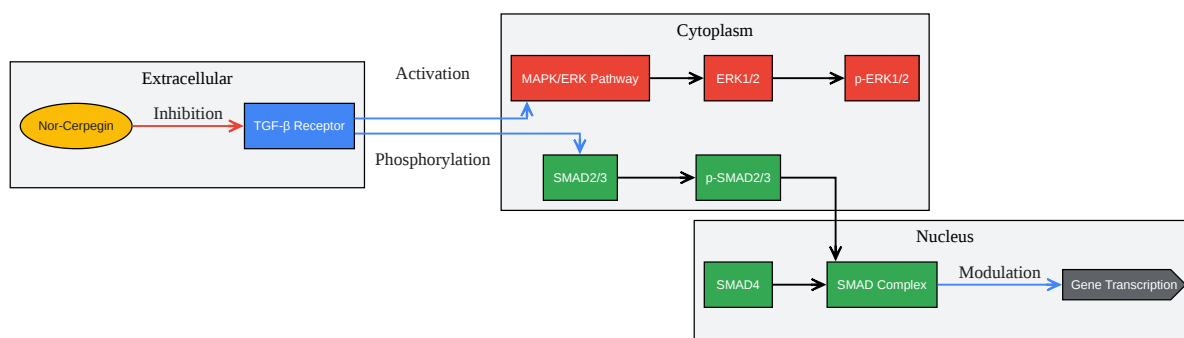 Cytoplasm
Extracellular
Activation
MAPK/ERK Pathway
ERK1/2
p-ERK1/2
Nor-Cerpegin
Inhibition
TGF-β Receptor
Phosphorylation
SMAD2/3
p-SMAD2/3
Nucleus
SMAD4
SMAD Complex
Modulation
Gene Transcription